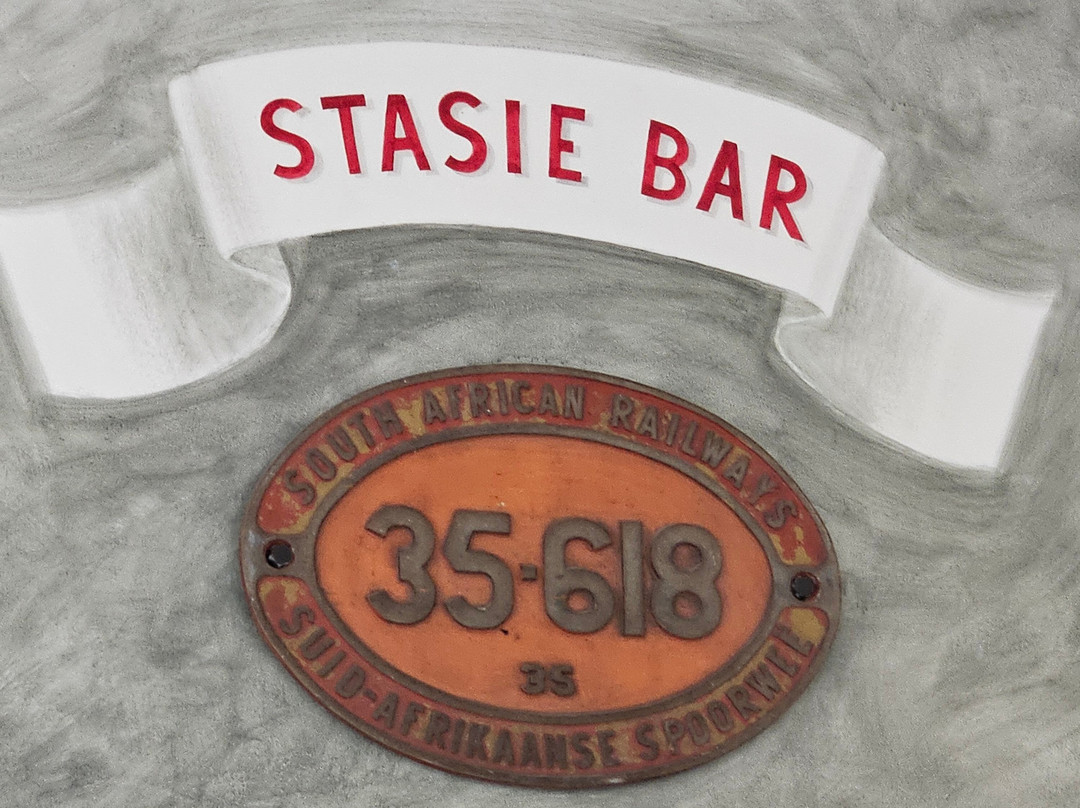 STASIE BAR
SOUTH AFRICAN RAILWAYS
35-618
35
SUID-AFRIKAANSE SPOORWEË